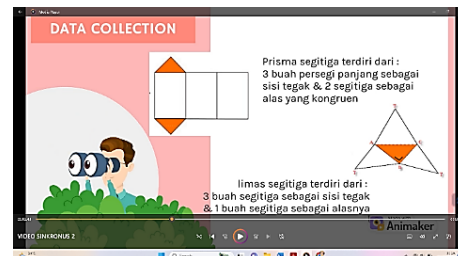 Media Player
DATA COLLECTION
Prisma segitiga terdiri dari :
3 buah persegi panjang sebagai
sisi tegak & 2 segitiga sebagai
alas yang kongruen
limas segitiga terdiri dari :
3 buah segitiga sebagai sisi tegak
& 1 buah segitiga sebagai alasnya
Animaker
VIDEO SINKRONUS 2